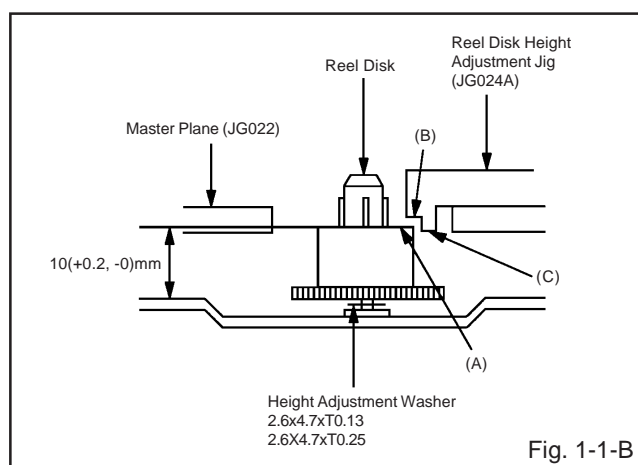 Reel Disk Height
Adjustment Jig
(JG024A)
Reel Disk
Master Plane (JG022)
(B)
10(+0.2, -0)mm
(C)
(A)
Height Adjustment Washer
2.6x4.7xT0.13
2.6X4.7xT0.25
Fig. 1-1-B